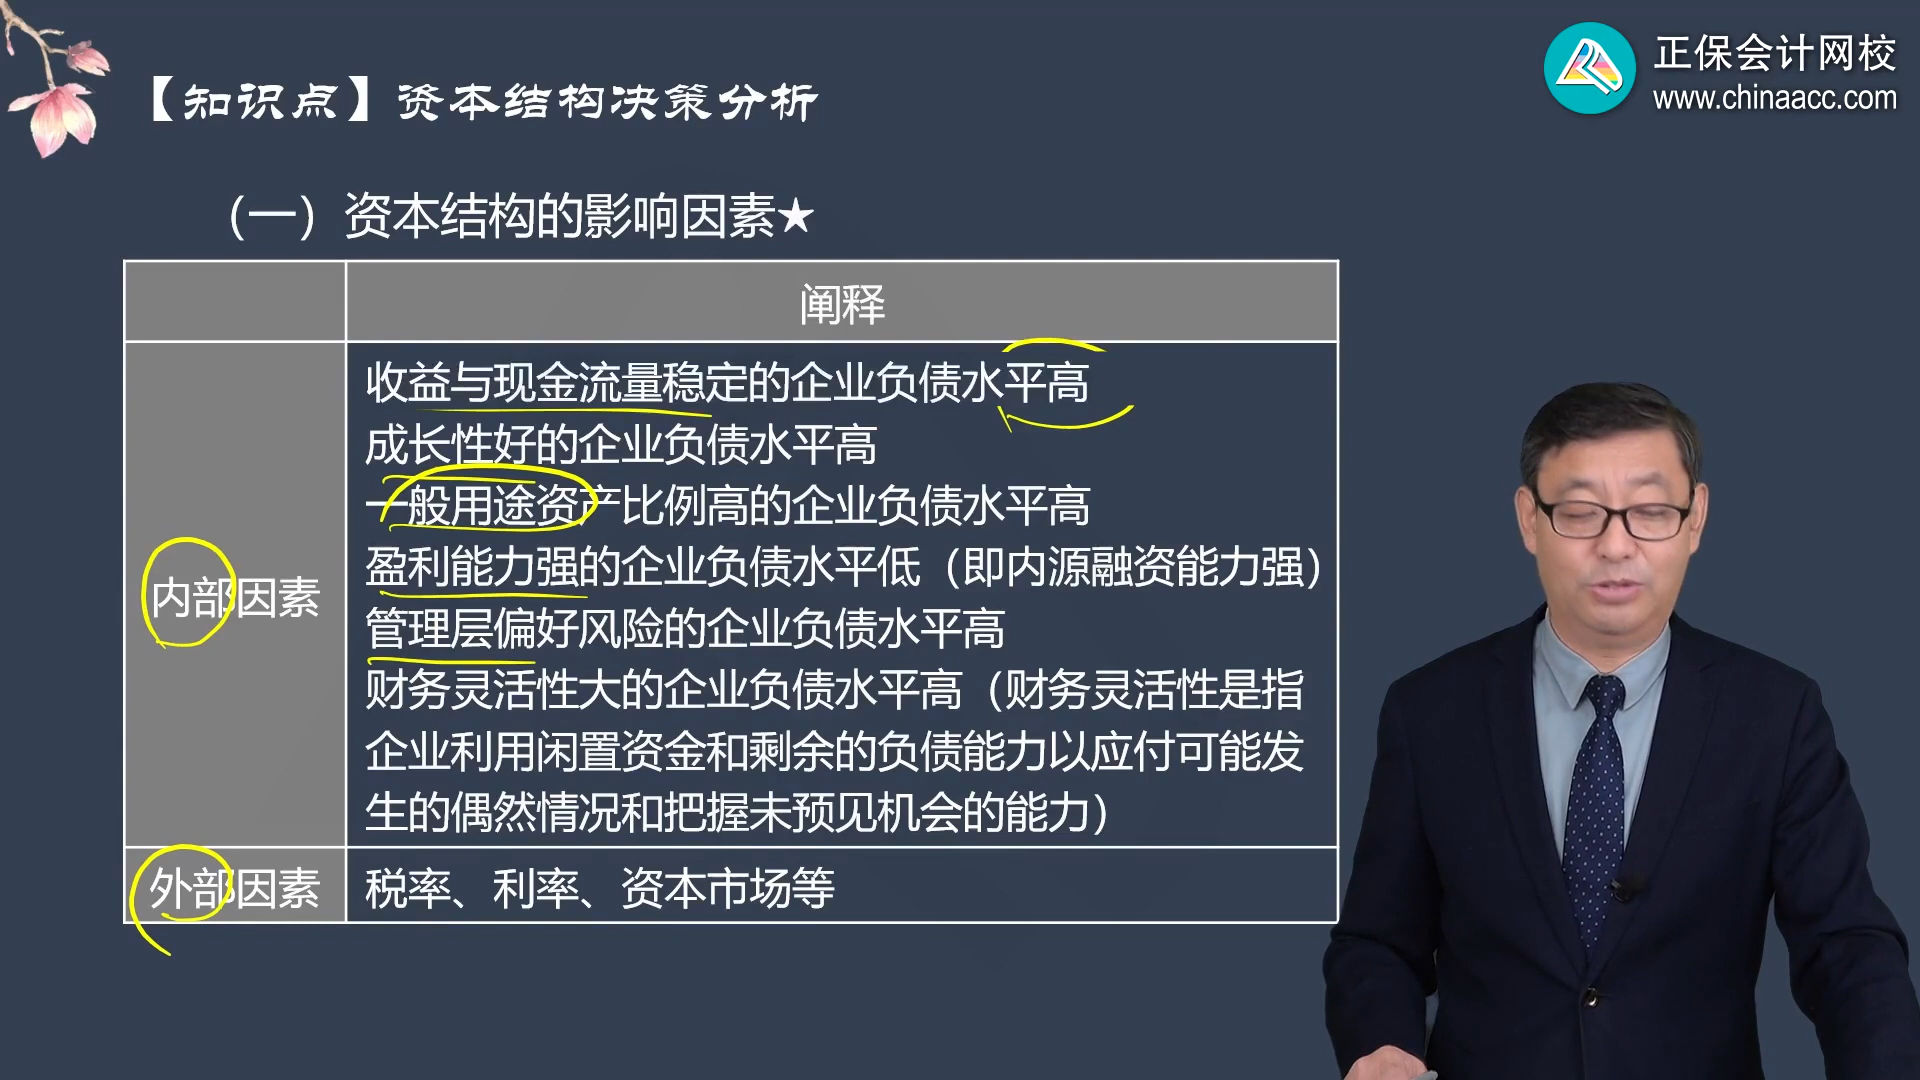 正保会计网校
www.chinaacc.com
【知识点】资本结构决策分析
（一）资本结构的影响因素★
阐释
内部因素
收益与现金流量稳定的企业负债水平高
成长性好的企业负债水平高
一般用途资产比例高的企业负债水平高
盈利能力强的企业负债水平低（即内源融资能力强）
管理层偏好风险的企业负债水平高
财务灵活性大的企业负债水平高（财务灵活性是指
企业利用闲置资金和剩余的负债能力以应付可能发
生的偶然情况和把握未预见机会的能力）
外部因素
税率、利率、资本市场等